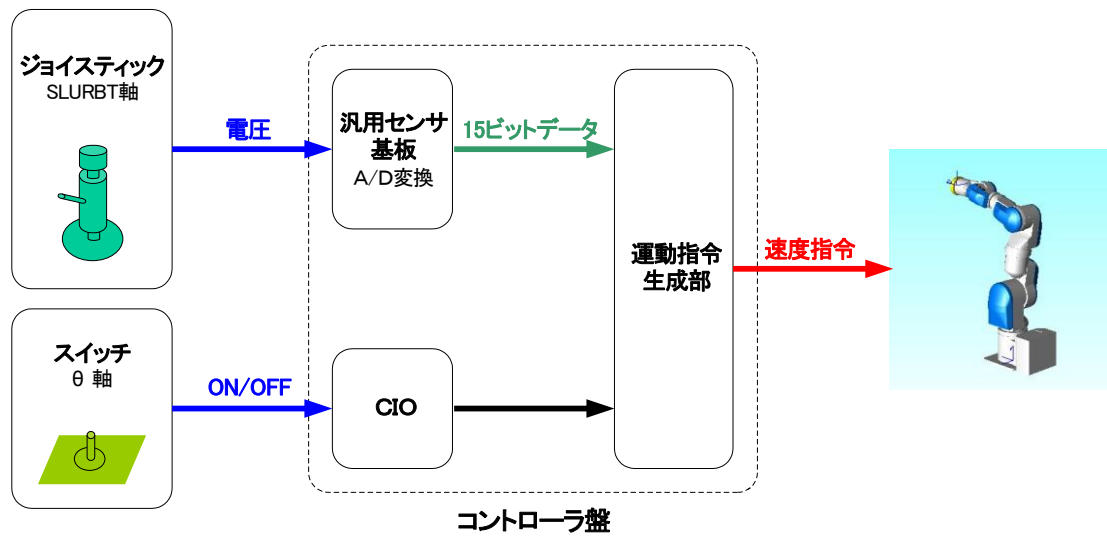 ジョイスティック
SLURBT軸
電圧
汎用センサ
基板
A/D変換
15ビットデータ
運動指令
生成部
速度指令
スイッチ
θ 軸
ON/OFF
CIO
コントローラ盤